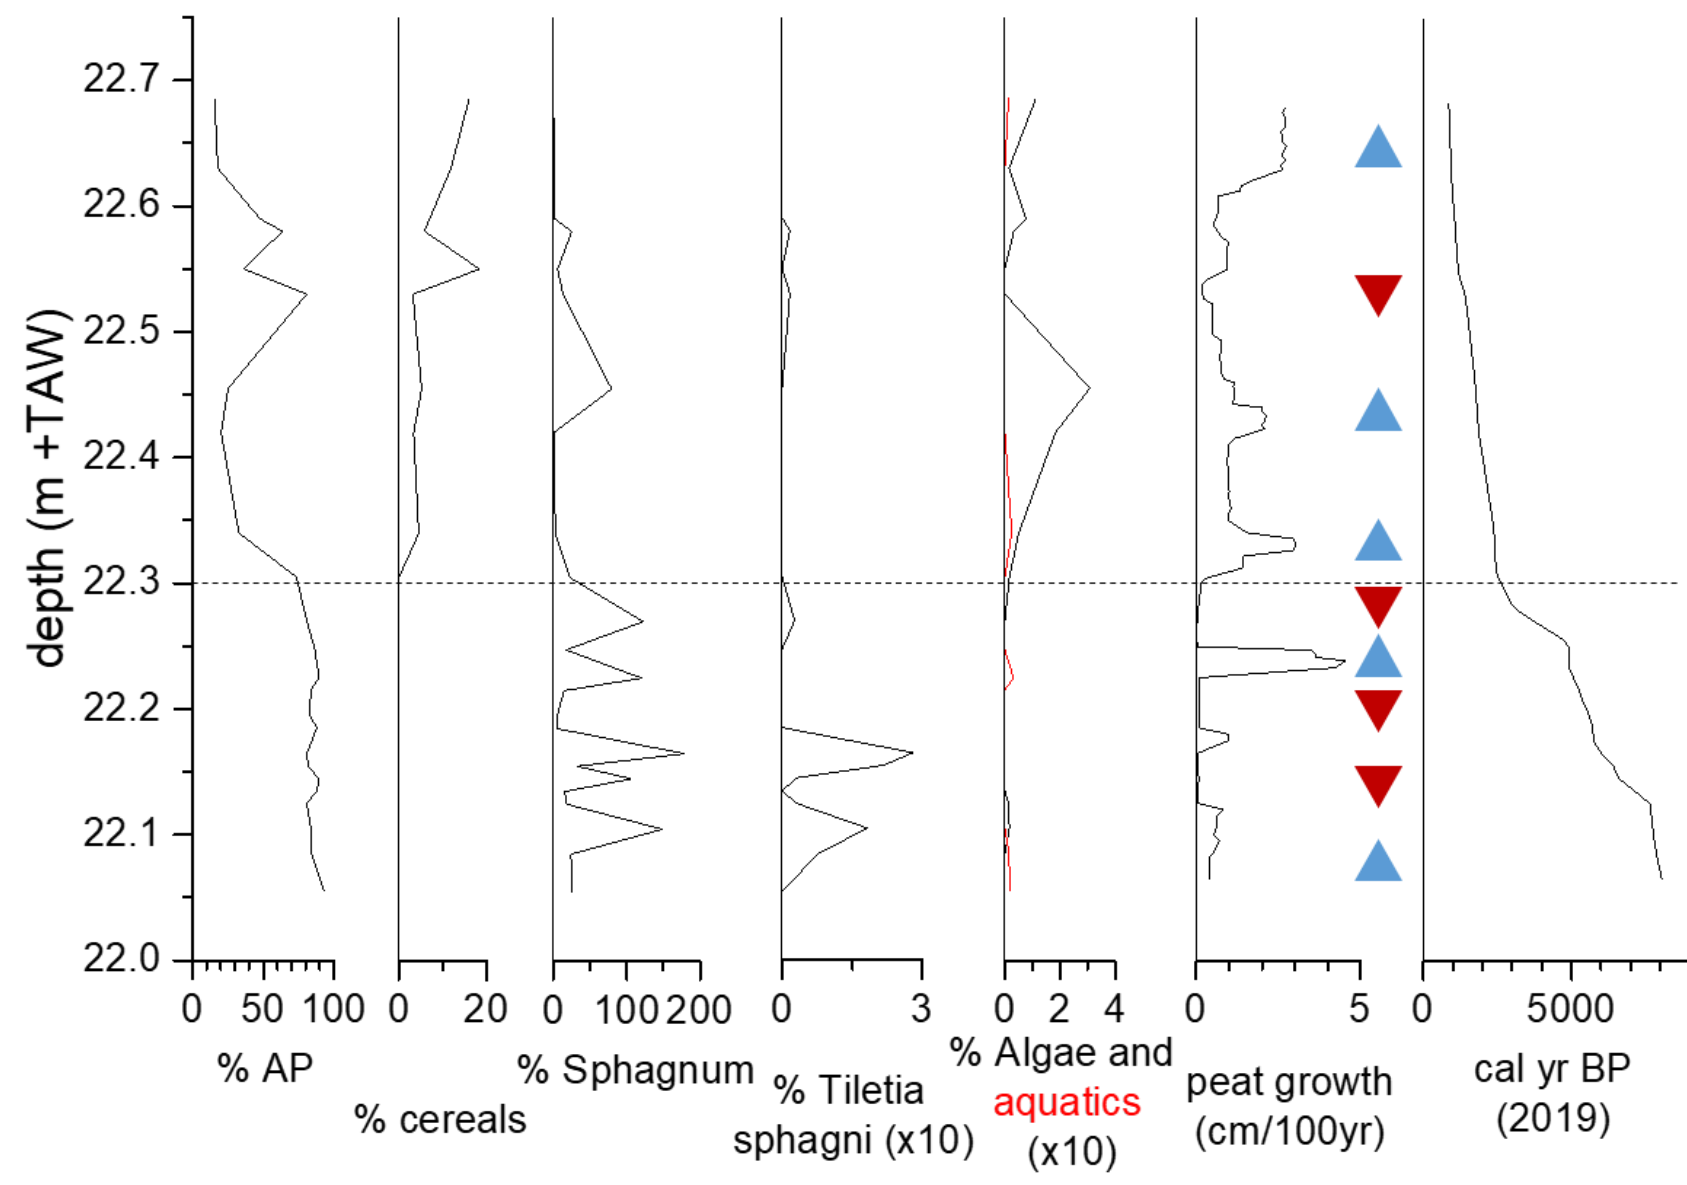 depth (m +TAW)
22.7
22.6
22.5
22.4
22.3
22.2
22.1
22.0
0 50 100 0 20 0 100 200 0 3 0 2 4 0 5 0 5000
% AP
% cereals
% Sphagnum
% Tiletia
sphagni (x10)
% Algae and
aquatics
(x10)
peat growth
(cm/100yr)
cal yr BP
(2019)